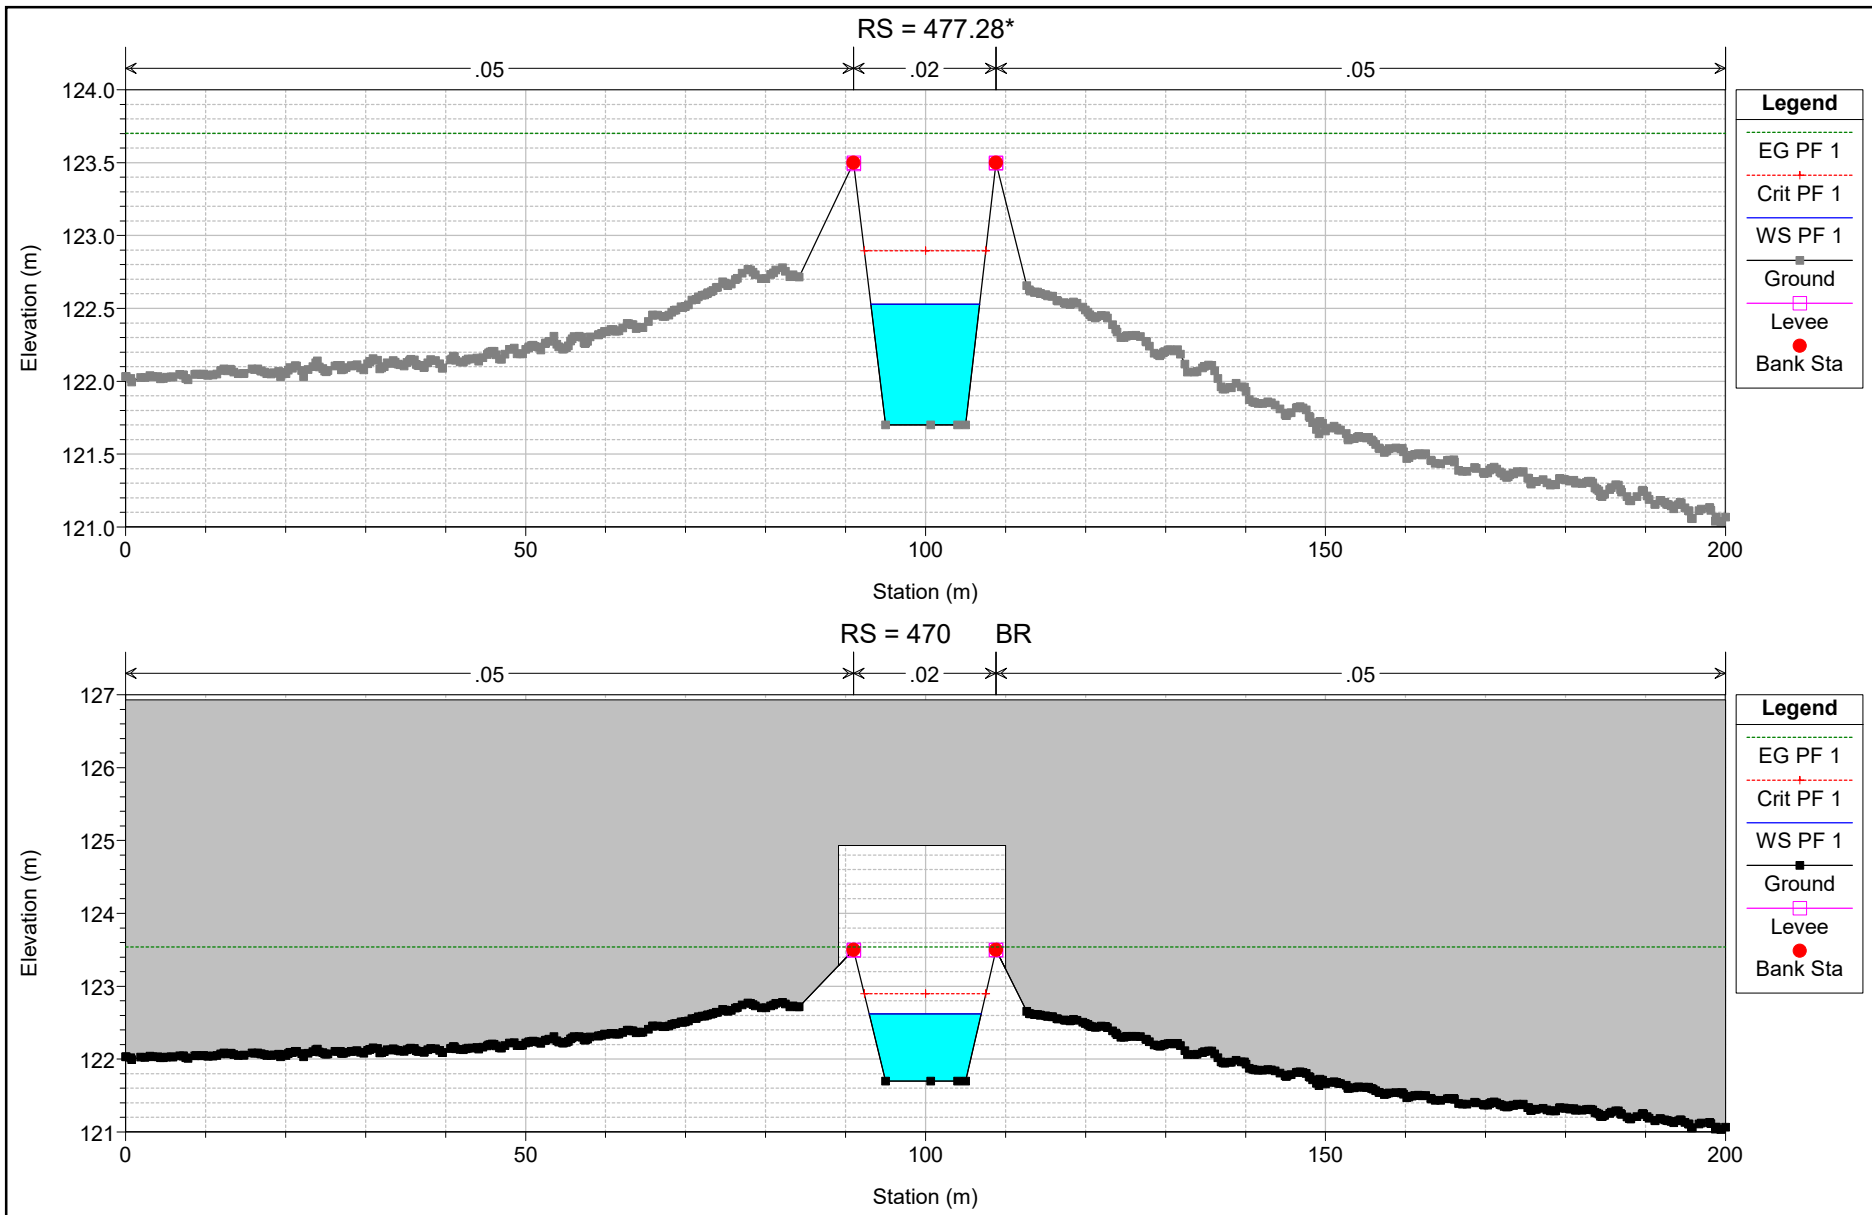 RS = 477.28*
.05
.02
.05
124.0
123.5
123.0
122.5
122.0
121.5
121.0
Elevation (m)
0
50
100
150
200
Station (m)
Legend
EG PF 1
Crit PF 1
WS PF 1
Ground
Levee
Bank Sta
RS = 470 BR
.05
.02
.05
127
126
125
124
123
122
121
Elevation (m)
0
50
100
150
200
Station (m)
Legend
EG PF 1
Crit PF 1
WS PF 1
Ground
Levee
Bank Sta